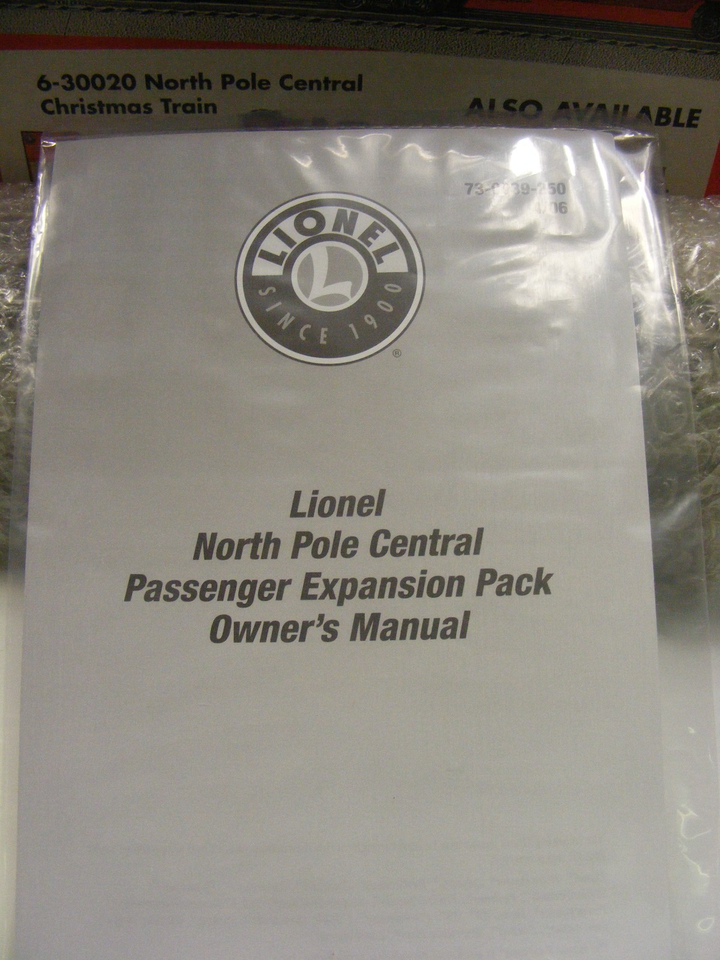 6-30020 North Pole Central
Christmas Train
ALSO AVAILABLE
LIONEL
L
SINCE 1900
®
Lionel
North Pole Central
Passenger Expansion Pack
Owner's Manual